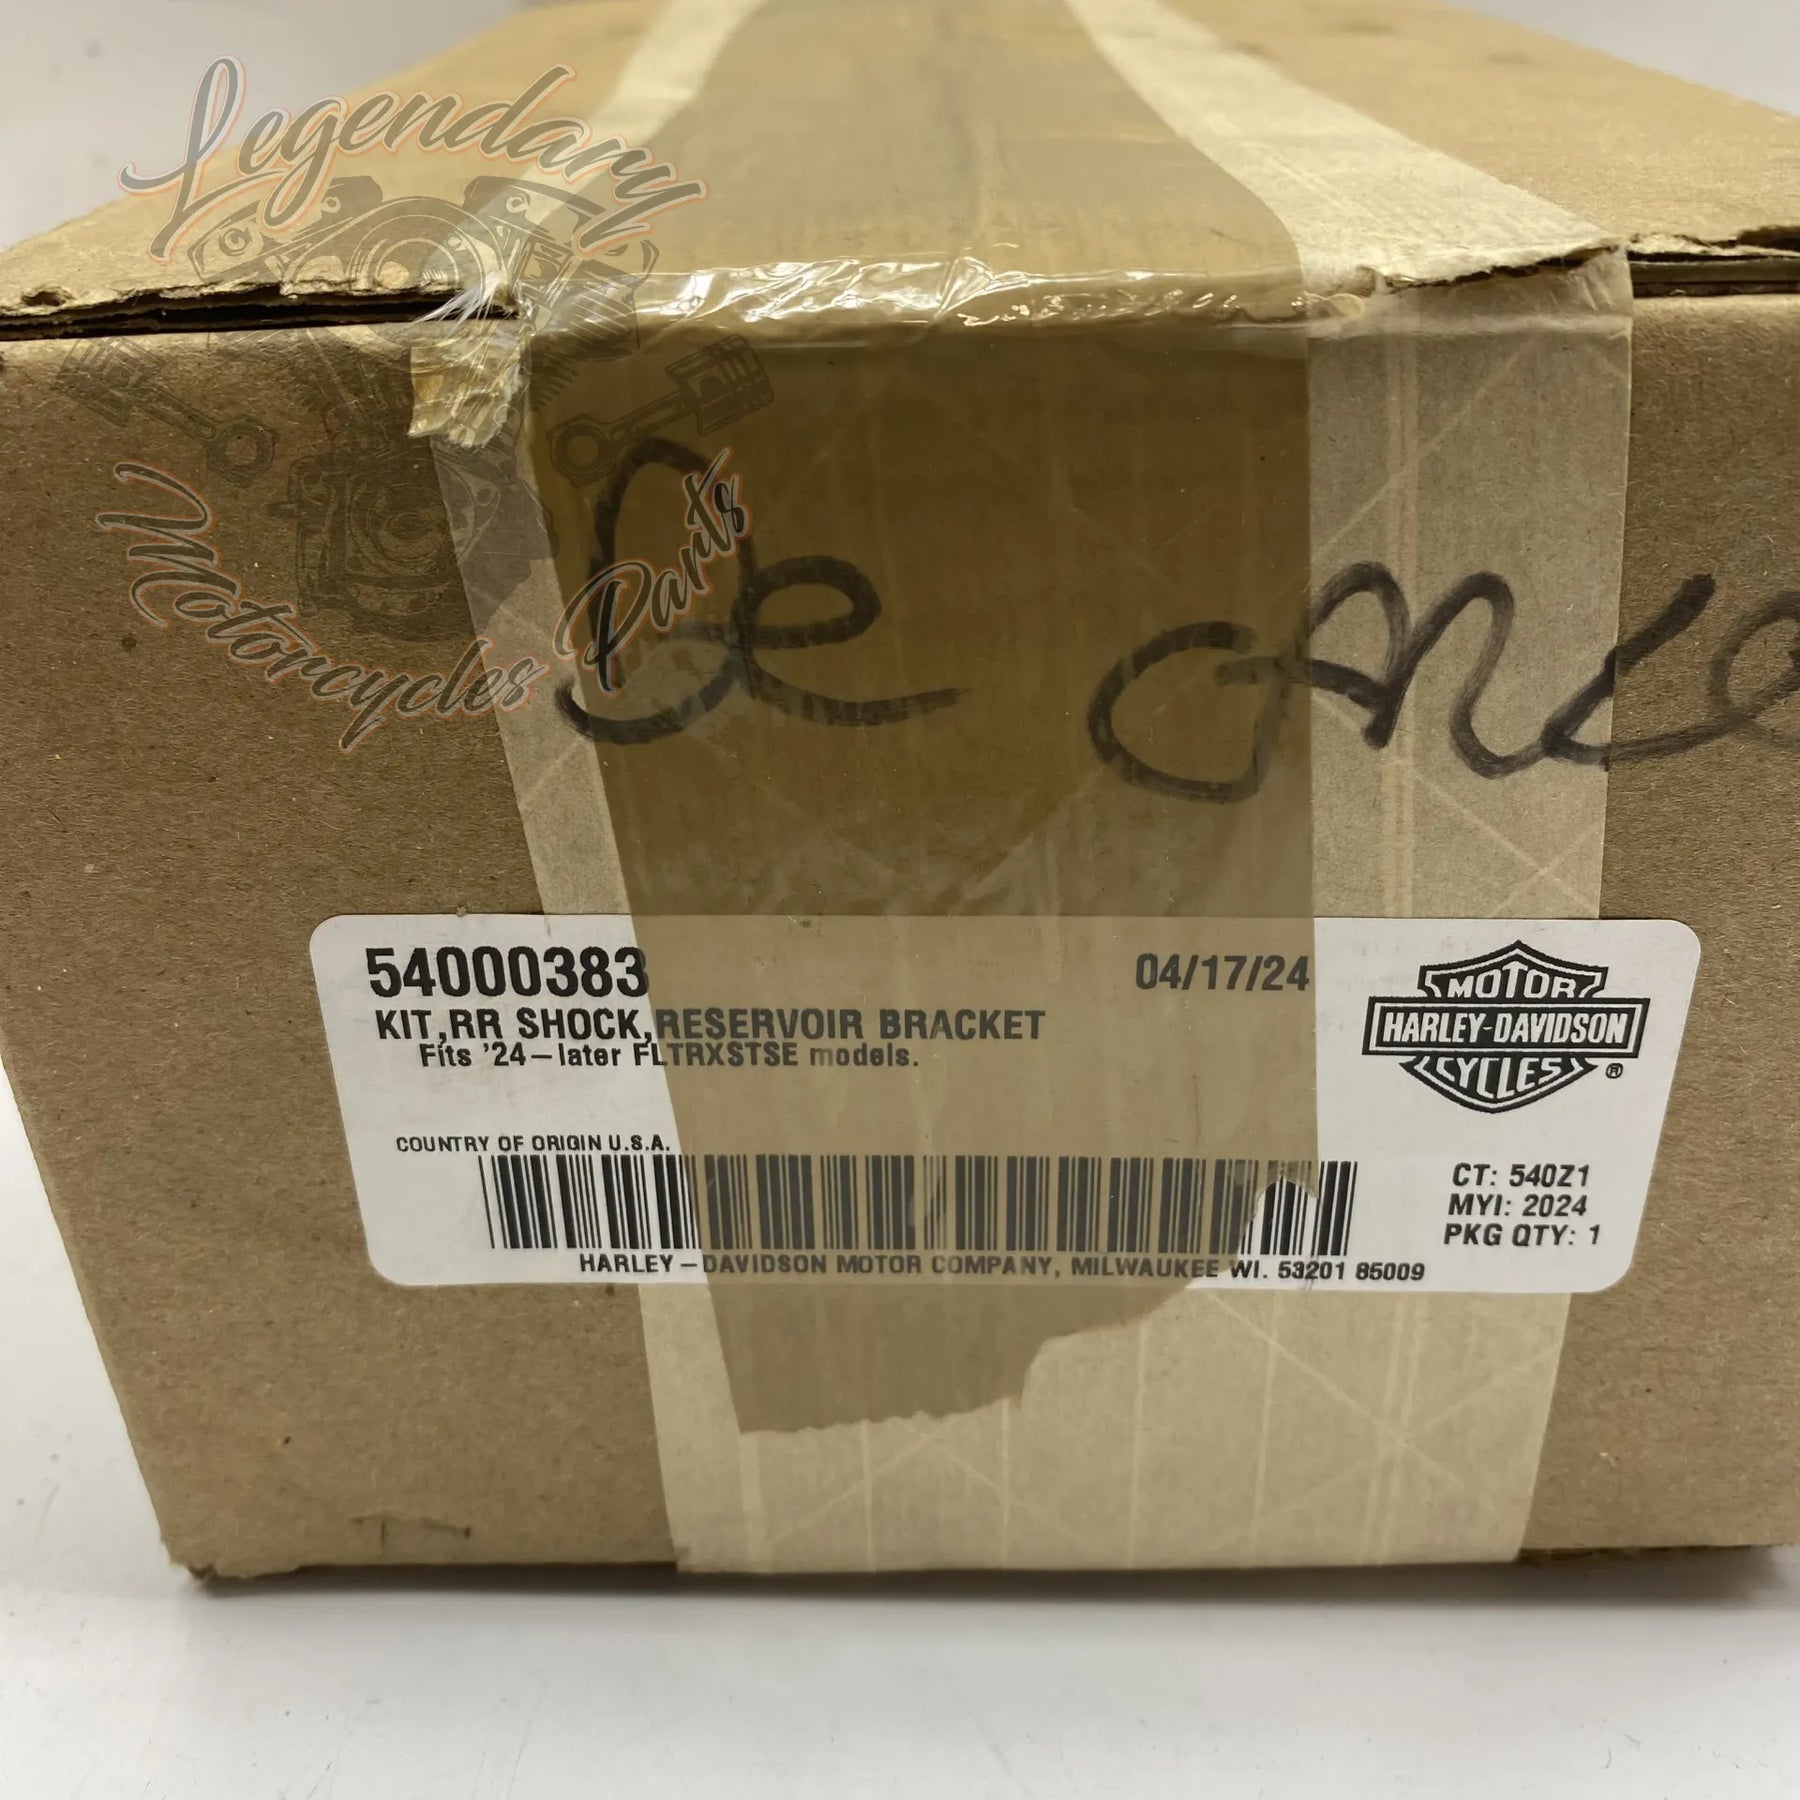 Legendary
Motorcycles Parts
De
54000383
04/17/24
KIT,RR SHOCK,RESERVOIR BRACKET
Fits '24-later FLTRXSTSE models.
MOTOR
HARLEY-DAVIDSON
CYCLES ®
COUNTRY OF ORIGIN U.S.A.
CT: 540Z1
MYI: 2024
PKG QTY: 1
HARLEY-DAVIDSON MOTOR COMPANY, MILWAUKEE WI. 53201 85009